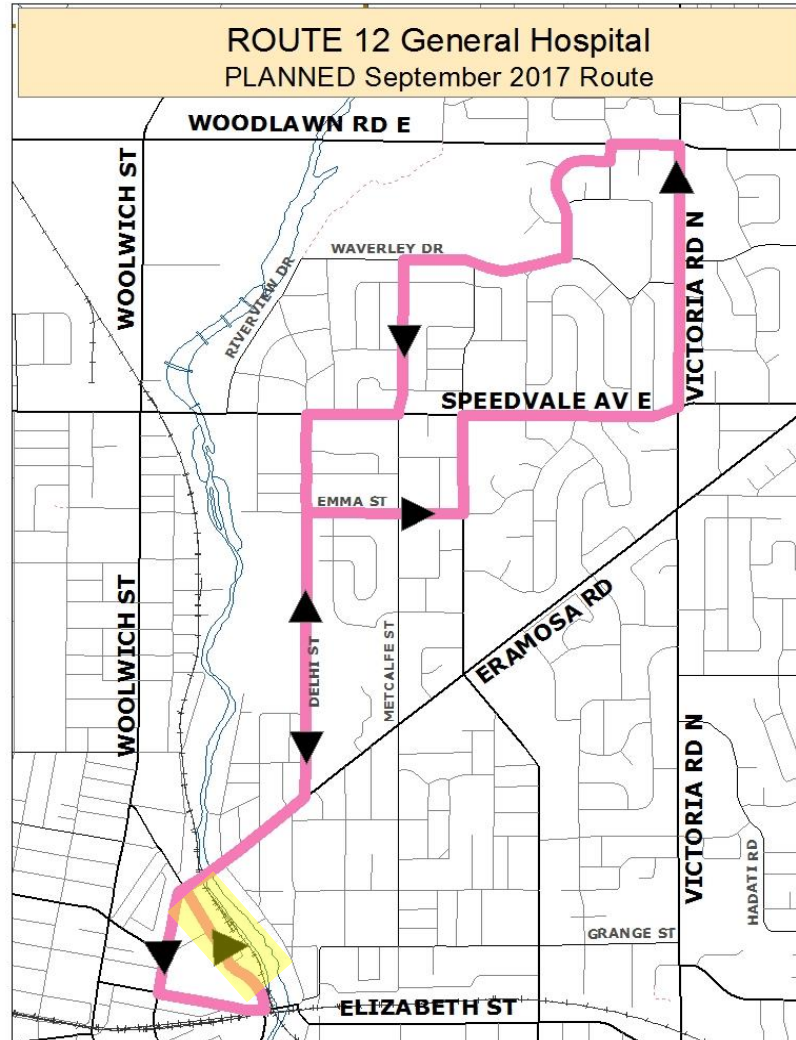 ROUTE 12 General Hospital
PLANNED September 2017 Route
WOODLAWN RD E
WOOLWICH ST
WAVERLEY DR
RIVERVIEW DR
VICTORIA RD N
SPEEDVALE AV E
EMMA ST
WOOLWICH ST
DELHI ST
METCALFE ST
ERAMOSA RD
VICTORIA RD N
HADATI RD
GRANGE ST
ELIZABETH ST